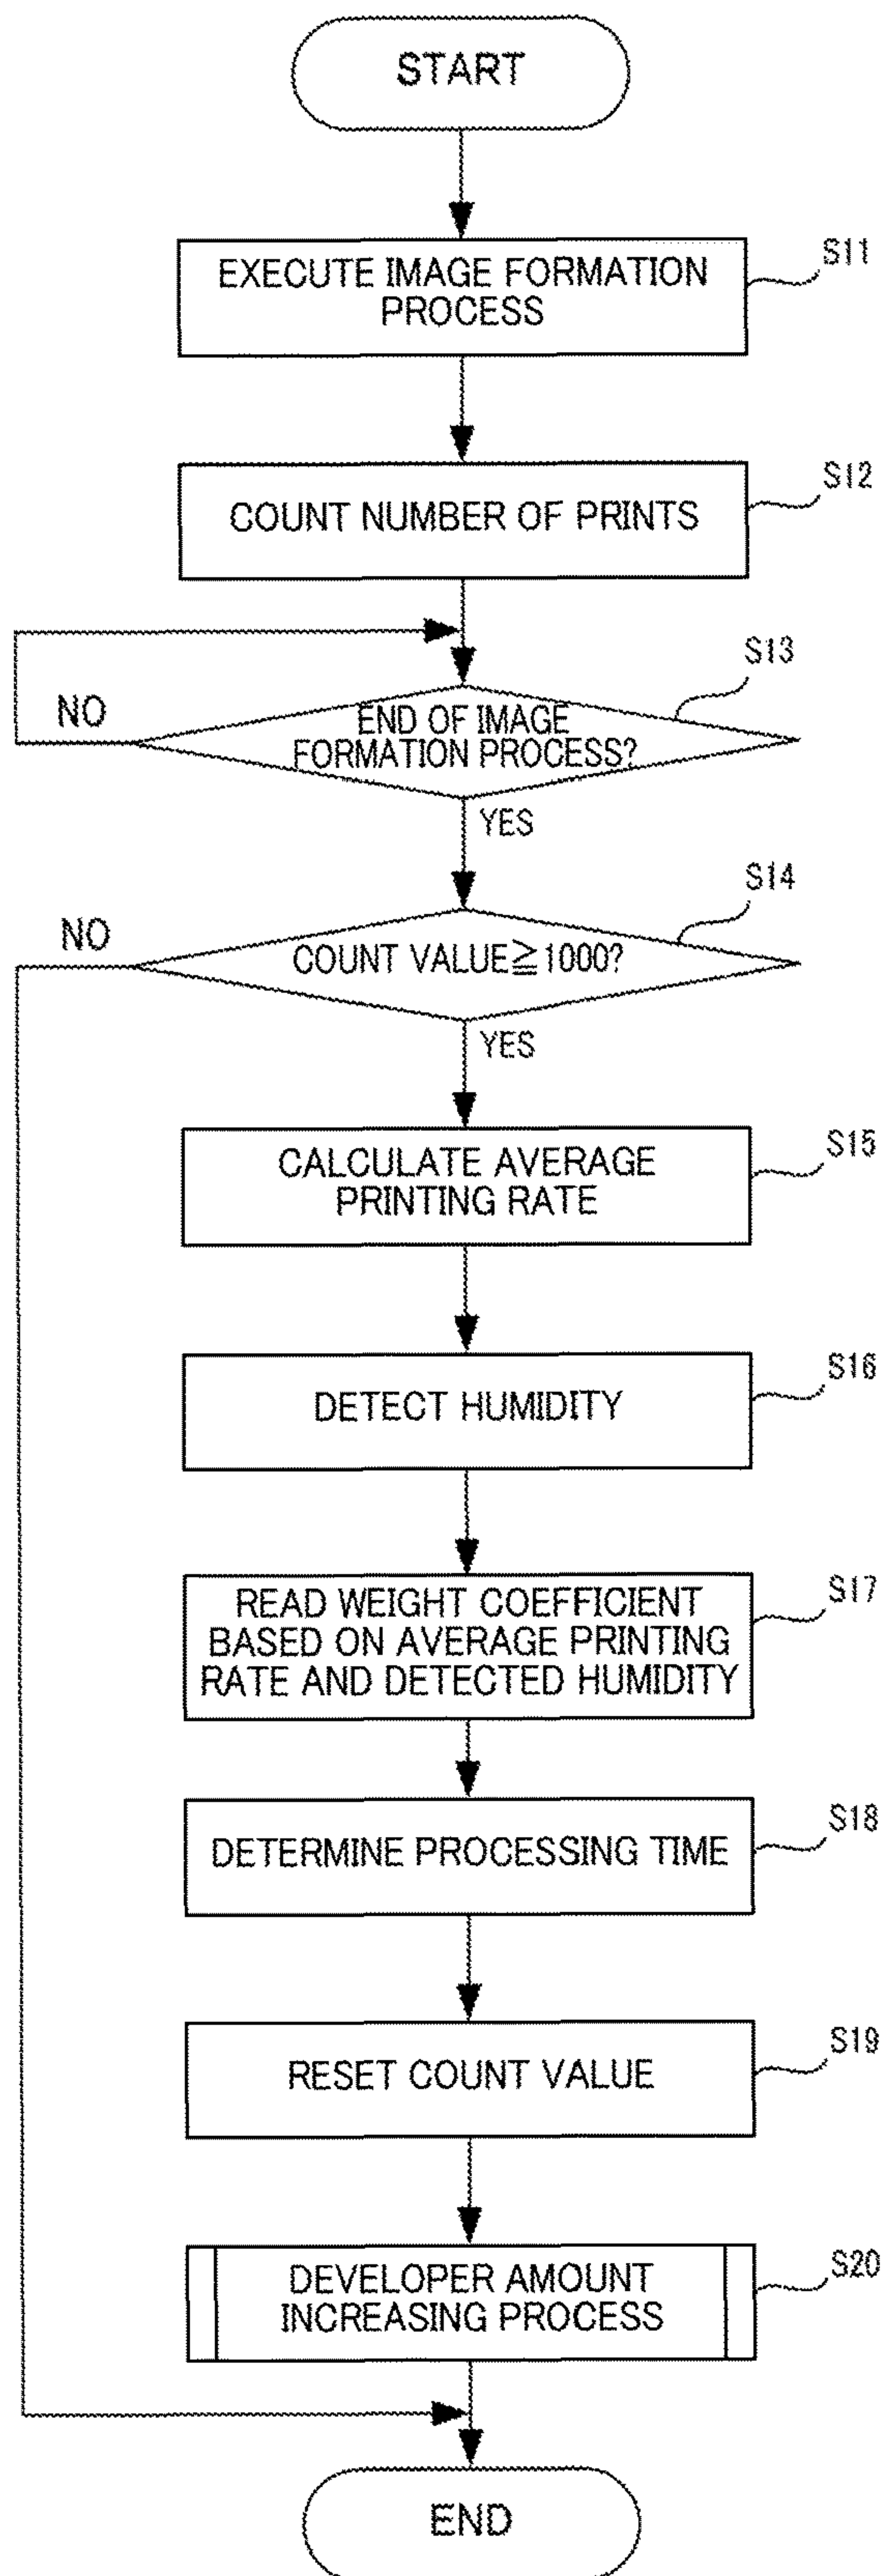 START
EXECUTE IMAGE FORMATION
PROCESS
S11
COUNT NUMBER OF PRINTS
S12
END OF IMAGE
FORMATION PROCESS?
S13
NO
YES
COUNT VALUE≧1000?
S14
NO
YES
CALCULATE AVERAGE
PRINTING RATE
S15
DETECT HUMIDITY
S16
READ WEIGHT COEFFICIENT
BASED ON AVERAGE PRINTING
RATE AND DETECTED HUMIDITY
S17
DETERMINE PROCESSING TIME
S18
RESET COUNT VALUE
S19
DEVELOPER AMOUNT
INCREASING PROCESS
S20
END